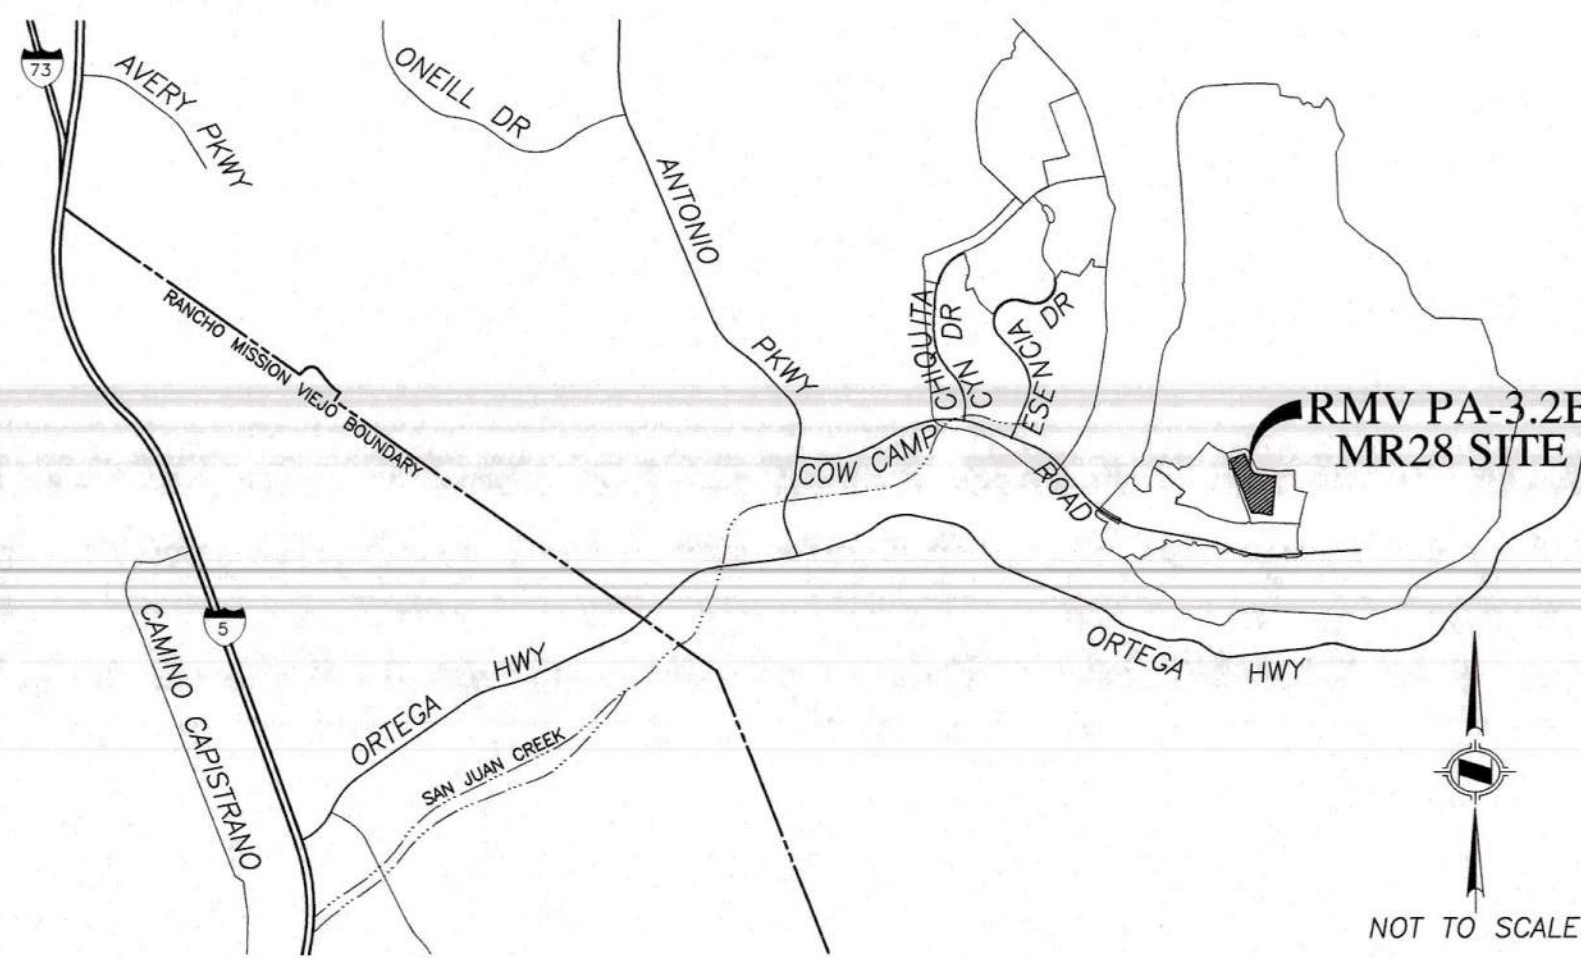 73
AVERY PKWY
ONEILL DR
ANTONIO
PKWY
RANCHO MISSION VIEJO BOUNDARY
CHIQUITA
CYN DR
ESENCIA DR
COW CAMP
ROAD
RMV PA-3.2B
MR28 SITE
5
CAMINO CAPISTRANO
ORTEGA HWY
SAN JUAN CREEK
ORTEGA HWY
NOT TO SCALE